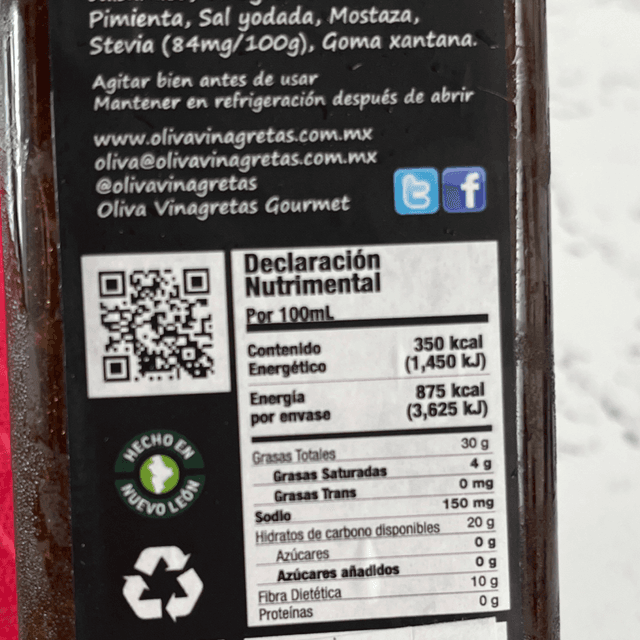 Pimienta, Sal yodada, Mostaza,
Stevia (84mg/100g), Goma xantana.
Agitar bien antes de usar
Mantener en refrigeración después de abrir
www.olivavinagretas.com.mx
oliva@olivavinagretas.com.mx
@olivavinagretas
Oliva Vinagretas Gourmet
Declaración
Nutrimental
Por 100mL
Contenido 350 kcal
Energético (1,450 kJ)
Energía 875 kcal
por envase (3,625 kJ)
Grasas Totales 30 g
Grasas Saturadas 4 g
Grasas Trans 0 mg
Sodio 150 mg
Hidratos de carbono disponibles 20 g
Azúcares 0 g
Azúcares añadidos 0 g
Fibra Dietética 10 g
Proteínas 0 g
HECHO EN
NUEVO LEÓN